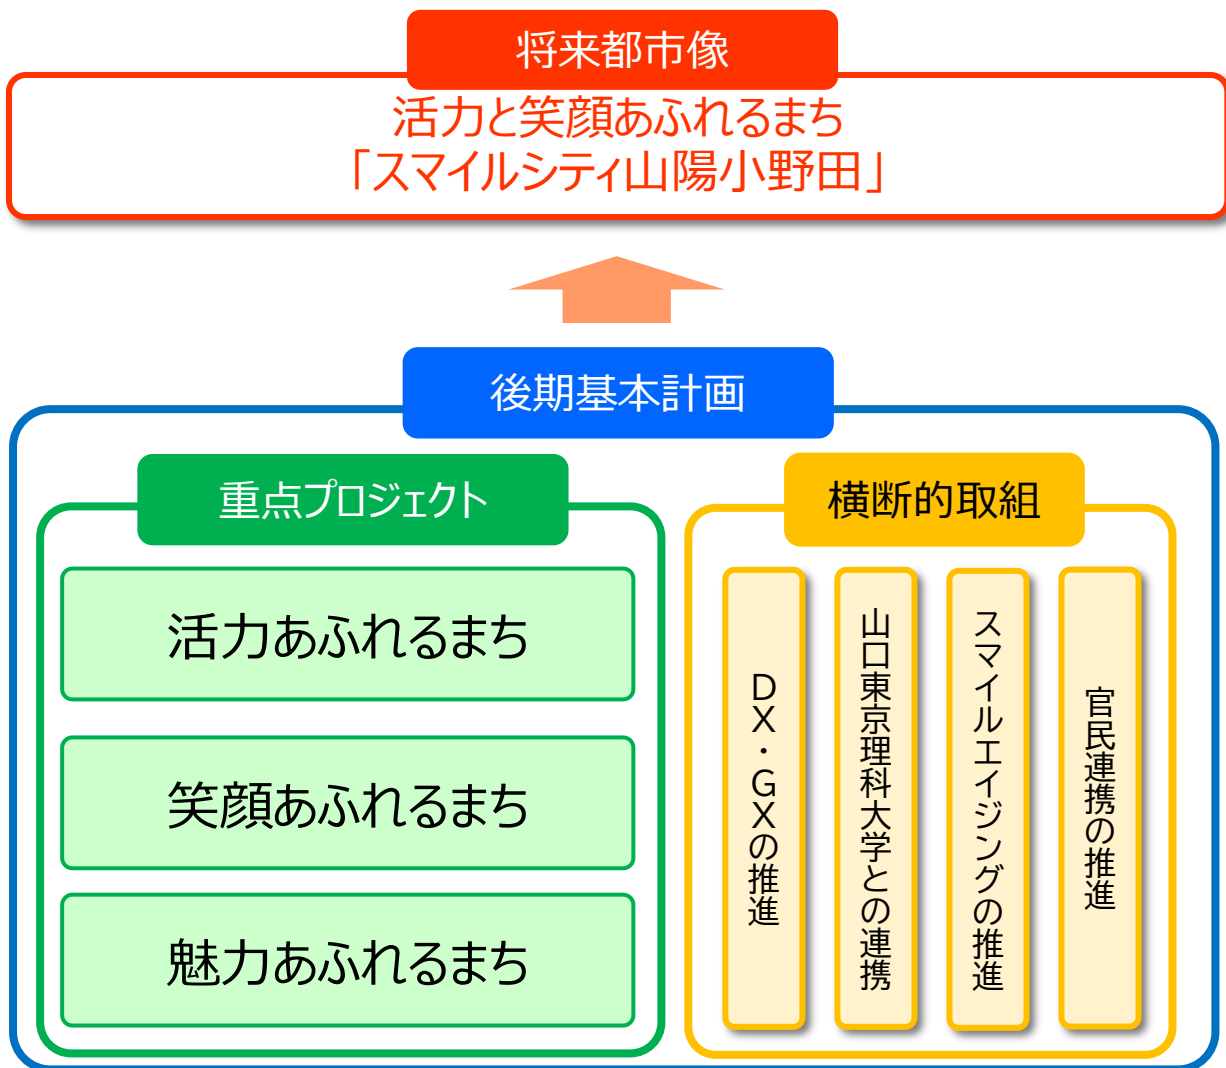 将来都市像
活力と笑顔あふれるまち
「スマイルシティ山陽小野田」
後期基本計画
重点プロジェクト
活力あふれるまち
笑顔あふれるまち
魅力あふれるまち
横断的取組
DX・GXの推進
山口東京理科大学との連携
スマイルエイジングの推進
官民連携の推進